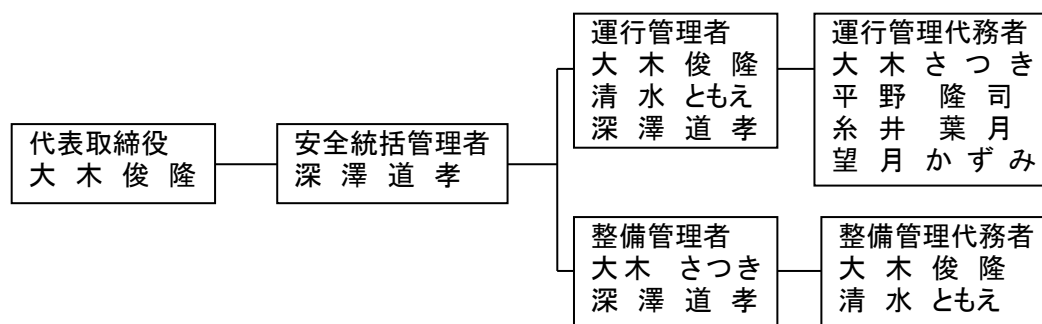 代表取締役
大 木 俊 隆
安全統括管理者
深 澤 道 孝
運行管理者
大 木 俊 隆
清 水 ともえ
深 澤 道 孝
運行管理代務者
大 木 さ つ き
平 野 隆 司
糸 井 葉 月
望 月 か ず み
整備管理者
大木 さつき
深 澤 道 孝
整備管理代務者
大 木 俊 隆
清 水 ともえ